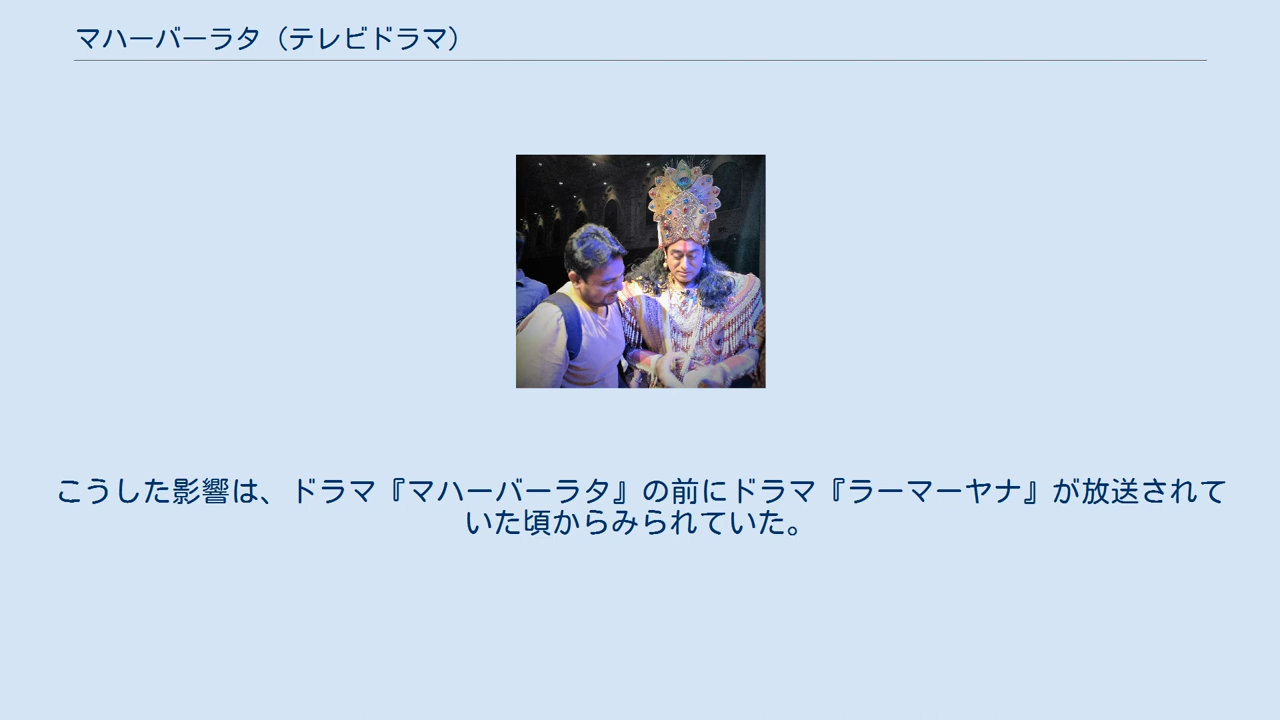 マハーバーラタ（テレビドラマ）
こうした影響は、ドラマ『マハーバーラタ』の前にドラマ『ラーマーヤナ』が放送されて
いた頃からみられていた。